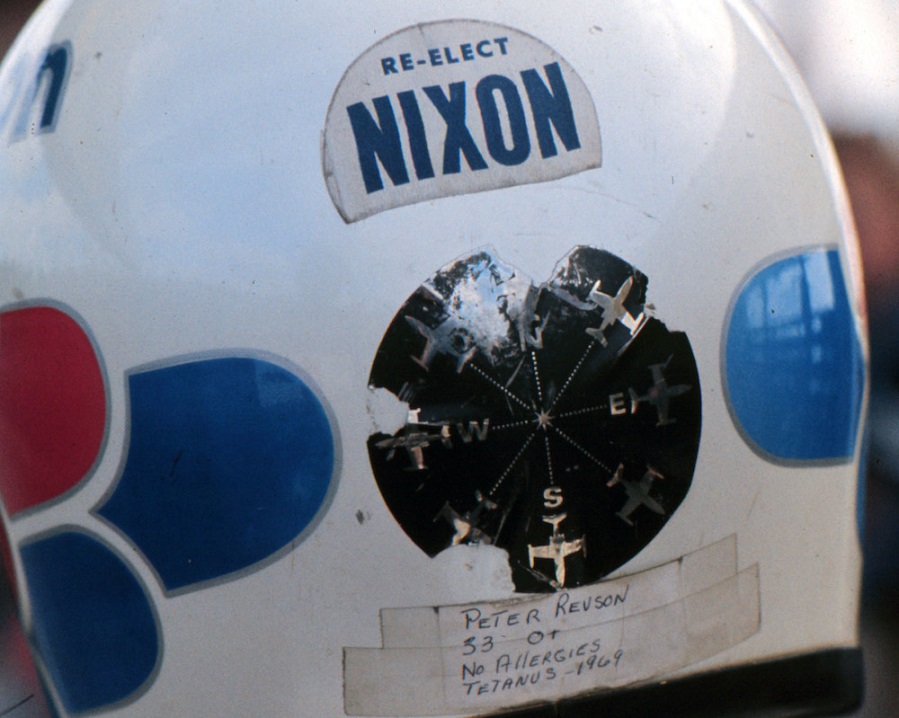 RE-ELECT
NIXON
E
W
S
PETER REVSON
33 O+
NO ALLERGIES
TETANUS -1969